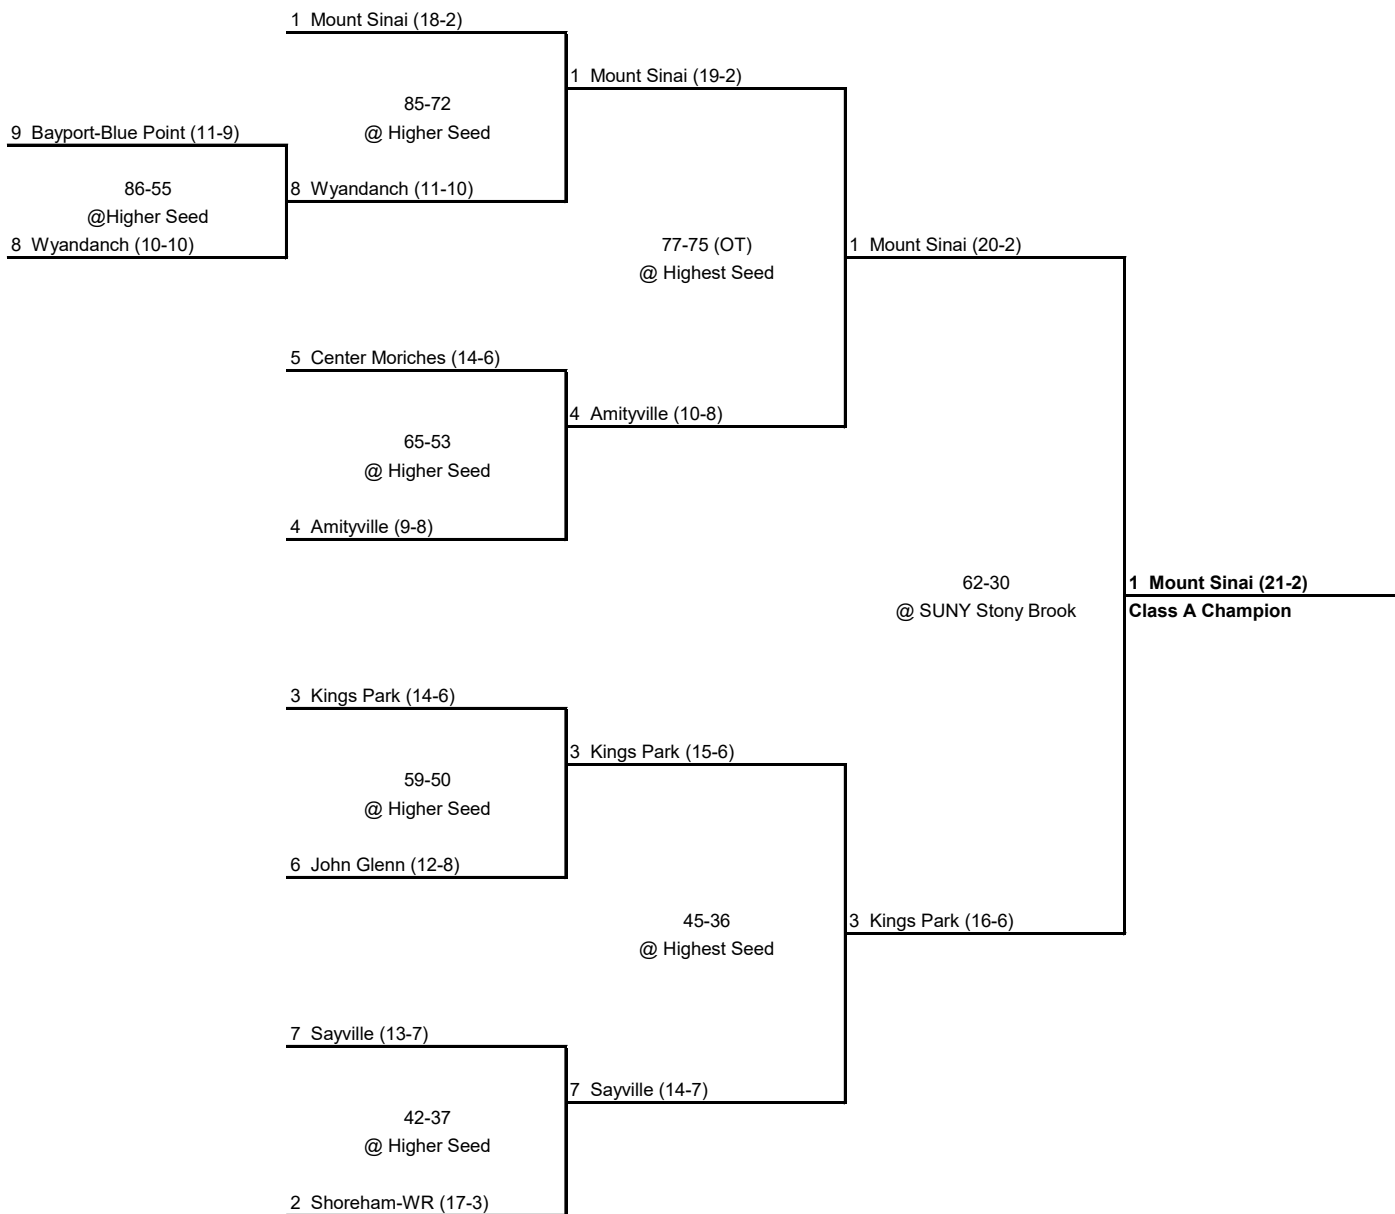 1 Mount Sinai (18-2)
1 Mount Sinai (19-2)
85-72
@ Higher Seed
9 Bayport-Blue Point (11-9)
86-55
@Higher Seed
8 Wyandanch (11-10)
8 Wyandanch (10-10)
77-75 (OT)
@ Highest Seed
1 Mount Sinai (20-2)
5 Center Moriches (14-6)
4 Amityville (10-8)
65-53
@ Higher Seed
4 Amityville (9-8)
62-30
@ SUNY Stony Brook
1 Mount Sinai (21-2)
Class A Champion
3 Kings Park (14-6)
3 Kings Park (15-6)
59-50
@ Higher Seed
6 John Glenn (12-8)
45-36
@ Highest Seed
3 Kings Park (16-6)
7 Sayville (13-7)
7 Sayville (14-7)
42-37
@ Higher Seed
2 Shoreham-WR (17-3)